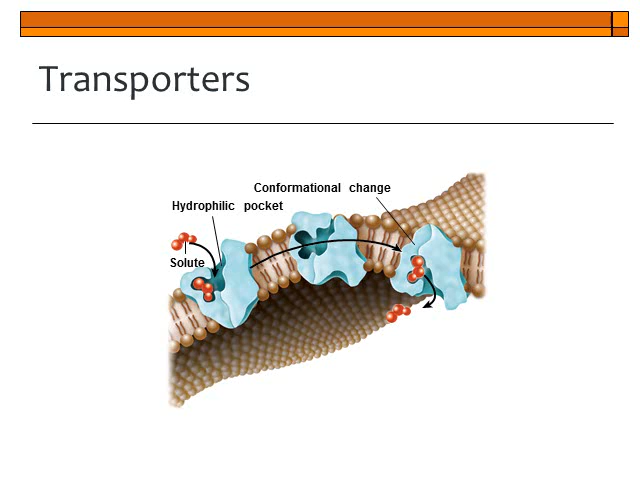 Transporters
Conformational change
Hydrophilic pocket
Solute